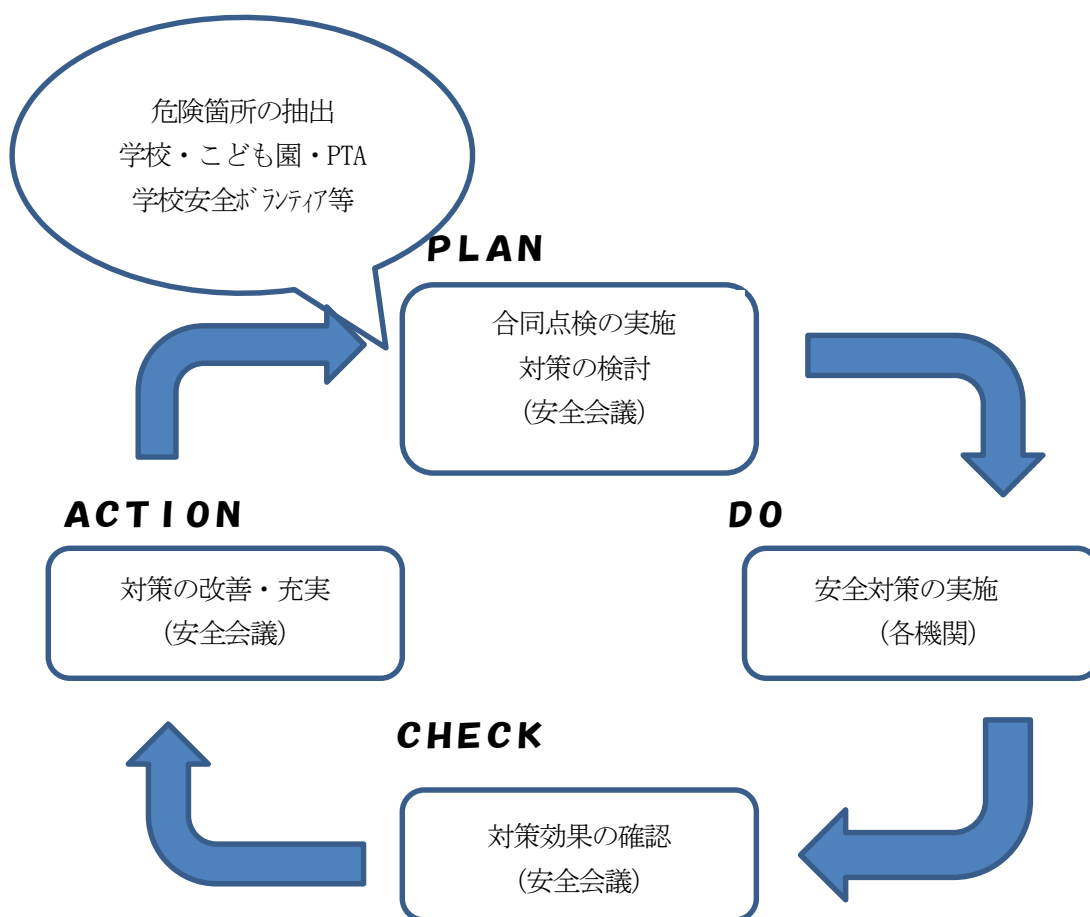 危険箇所の抽出
学校・こども園・PTA
学校安全ﾎﾞﾗﾝﾃｨｱ等
PLAN
合同点検の実施
対策の検討
(安全会議)
DO
安全対策の実施
(各機関)
CHECK
対策効果の確認
(安全会議)
ACTION
対策の改善・充実
(安全会議)